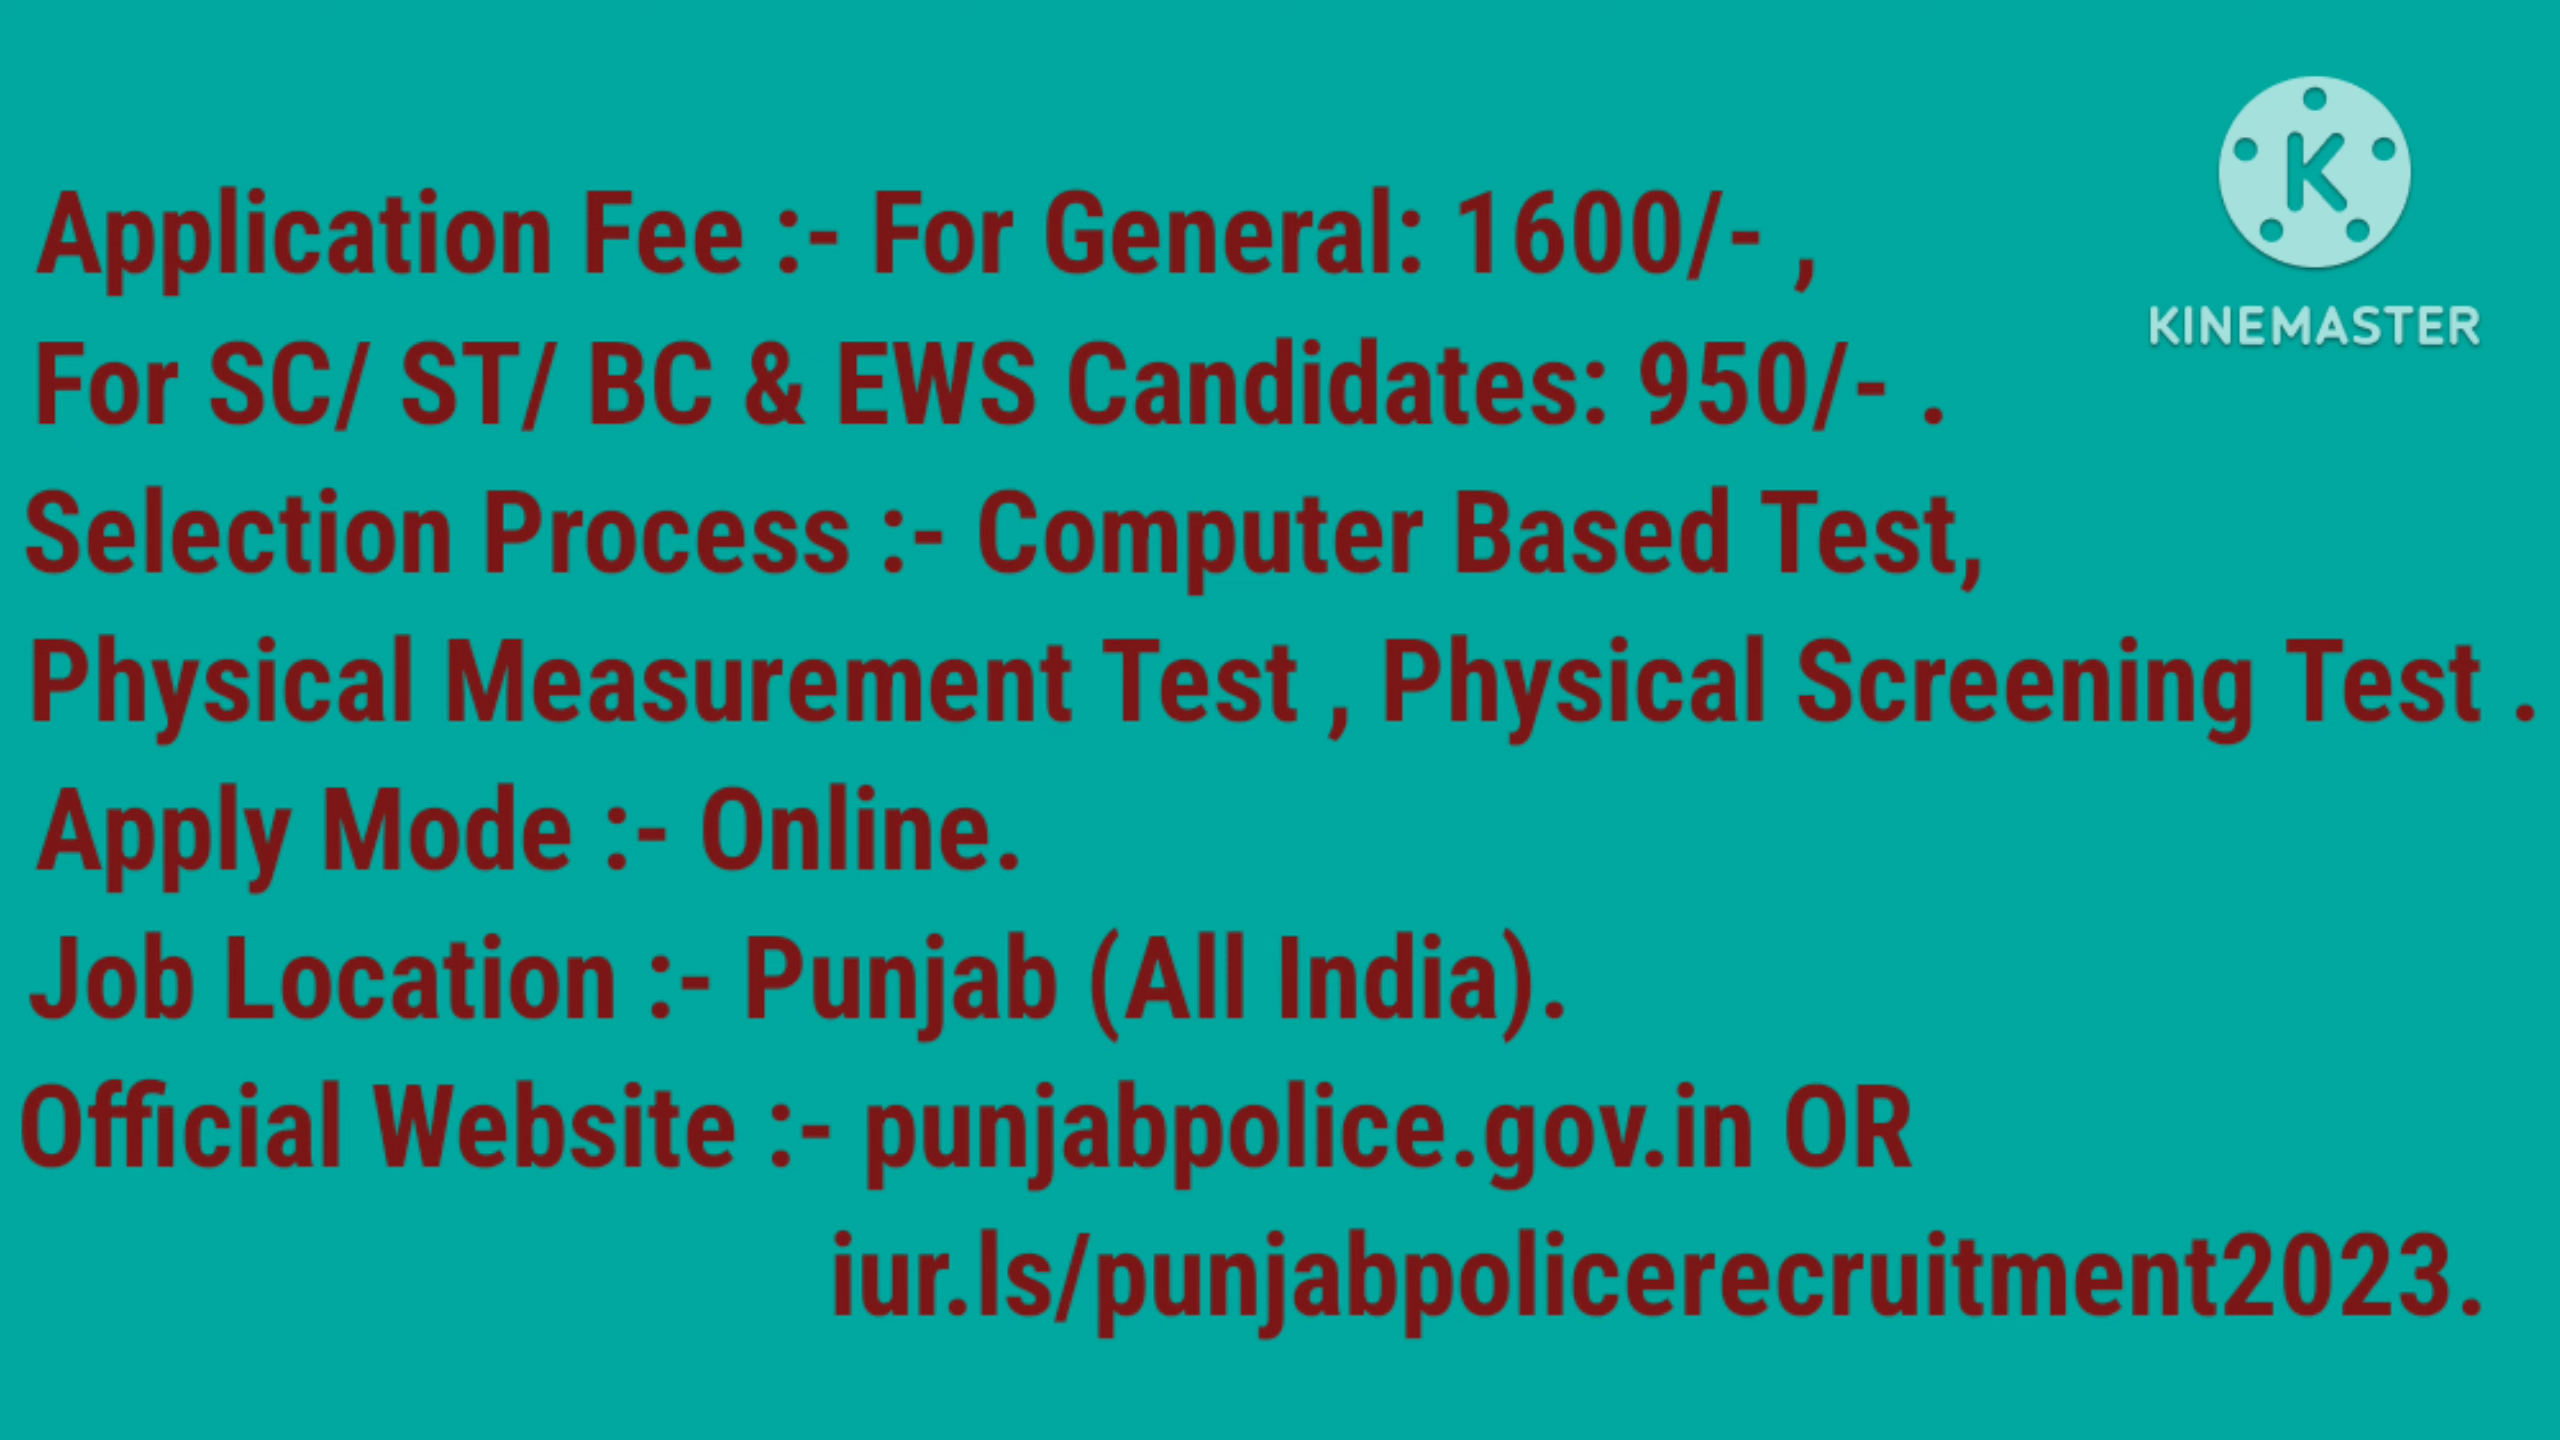 Application Fee :- For General: 1600/- ,
For SC/ ST/ BC & EWS Candidates: 950/- .
Selection Process :- Computer Based Test,
Physical Measurement Test , Physical Screening Test .
Apply Mode :- Online.
Job Location :- Punjab (All India).
Official Website :- punjabpolice.gov.in OR
iur.ls/punjabpolicerecruitment2023.
K
KINEMASTER